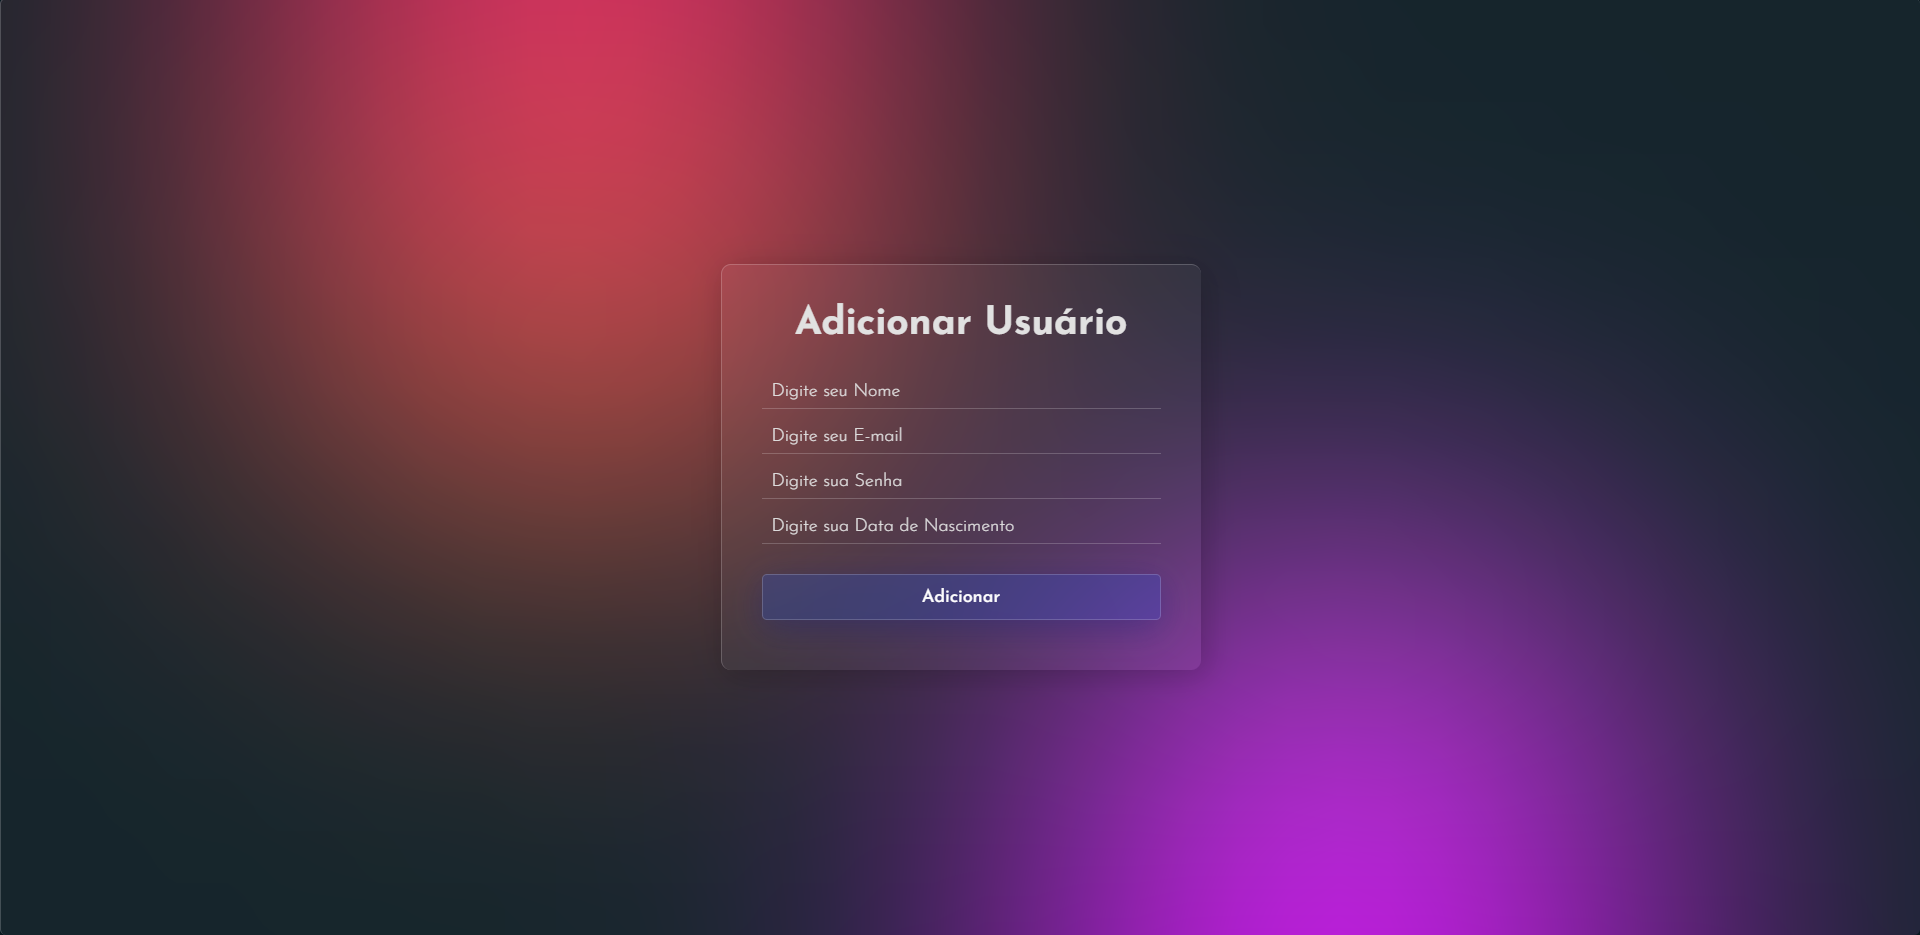 Adicionar Usuário
Digite seu Nome
Digite seu E-mail
Digite sua Senha
Digite sua Data de Nascimento
Adicionar